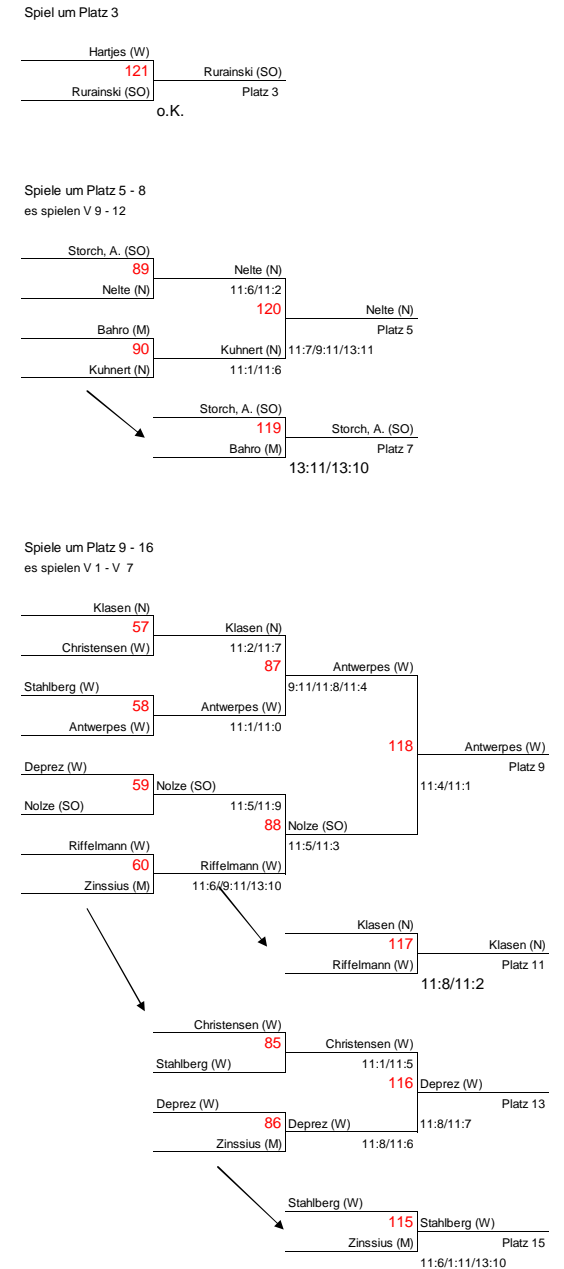 Spiel um Platz 3
Hartjes (W)
121
Rurainski (SO)
Rurainski (SO)
Platz 3
o.K.
Spiele um Platz 5 - 8
es spielen V 9 - 12
Storch, A. (SO)
89
Nelte (N)
Nelte (N)
11:6/11:2
120
Nelte (N)
Platz 5
Bahro (M)
90
Kuhnert (N)
11:7/9:11/13:11
Kuhnert (N)
11:1/11:6
Storch, A. (SO)
119
Storch, A. (SO)
Bahro (M)
Platz 7
13:11/13:10
Spiele um Platz 9 - 16
es spielen V 1 - V 7
Klasen (N)
57
Klasen (N)
Christensen (W)
11:2/11:7
87
Antwerpes (W)
Stahlberg (W)
9:11/11:8/11:4
58
Antwerpes (W)
Antwerpes (W)
11:1/11:0
118
Antwerpes (W)
Platz 9
Deprez (W)
59
Nolze (SO)
11:4/11:1
Nolze (SO)
11:5/11:9
88
Nolze (SO)
Riffelmann (W)
11:5/11:3
60
Riffelmann (W)
Zinssius (M)
11:6//9:11/13:10
Klasen (N)
117
Klasen (N)
Riffelmann (W)
Platz 11
11:8/11:2
Christensen (W)
85
Christensen (W)
Stahlberg (W)
11:1/11:5
116
Deprez (W)
Deprez (W)
Platz 13
86
Deprez (W)
11:8/11:7
Zinssius (M)
11:8/11:6
Stahlberg (W)
115
Stahlberg (W)
Zinssius (M)
Platz 15
11:6/1:11/13:10